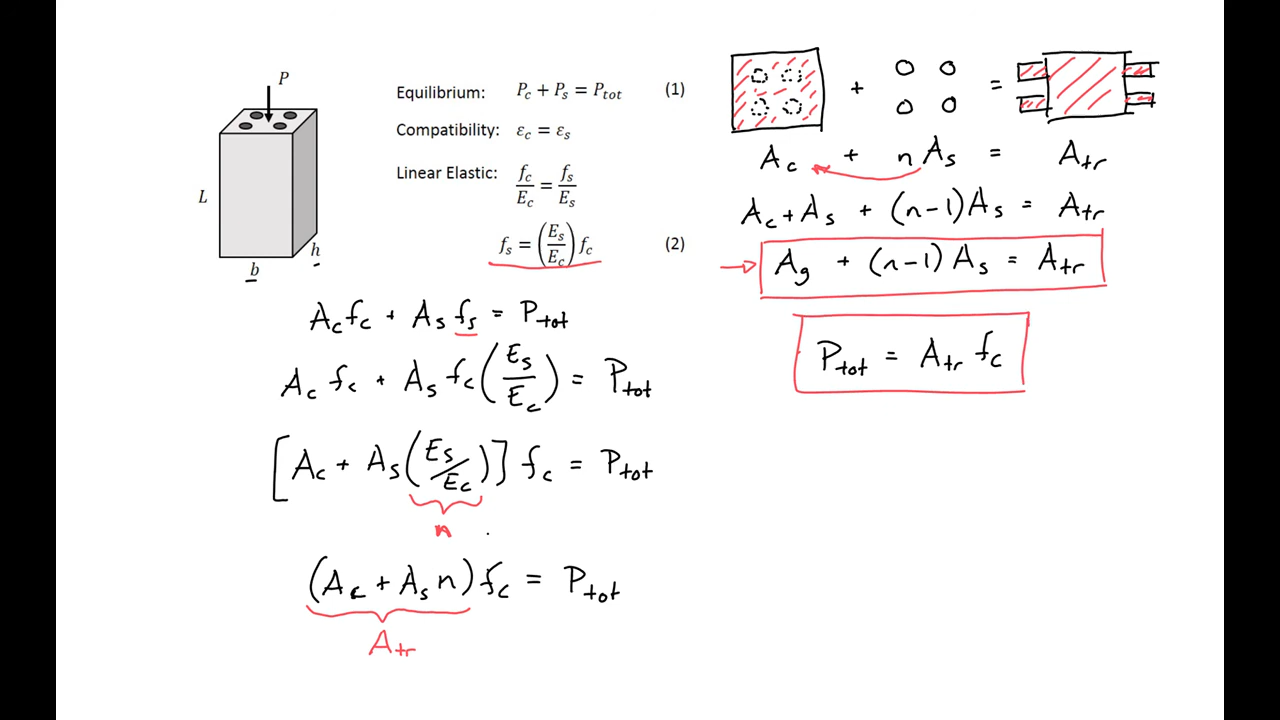 P
L
h
b
Equilibrium: P_c + P_s = P_tot (1)
Compatibility: ε_c = ε_s
Linear Elastic: f_c/E_c = f_s/E_s
f_s = (E_s/E_c) f_c (2)
A_c f_c + A_s f_s = P_tot
A_c f_c + A_s f_c (E_s/E_c) = P_tot
[A_c + A_s (E_s/E_c)] f_c = P_tot
n
(A_c + A_s n) f_c = P_tot
A_tr
+ =
A_c + n A_s = A_tr
A_c + A_s + (n-1) A_s = A_tr
A_g + (n-1) A_s = A_tr
P_tot = A_tr f_c